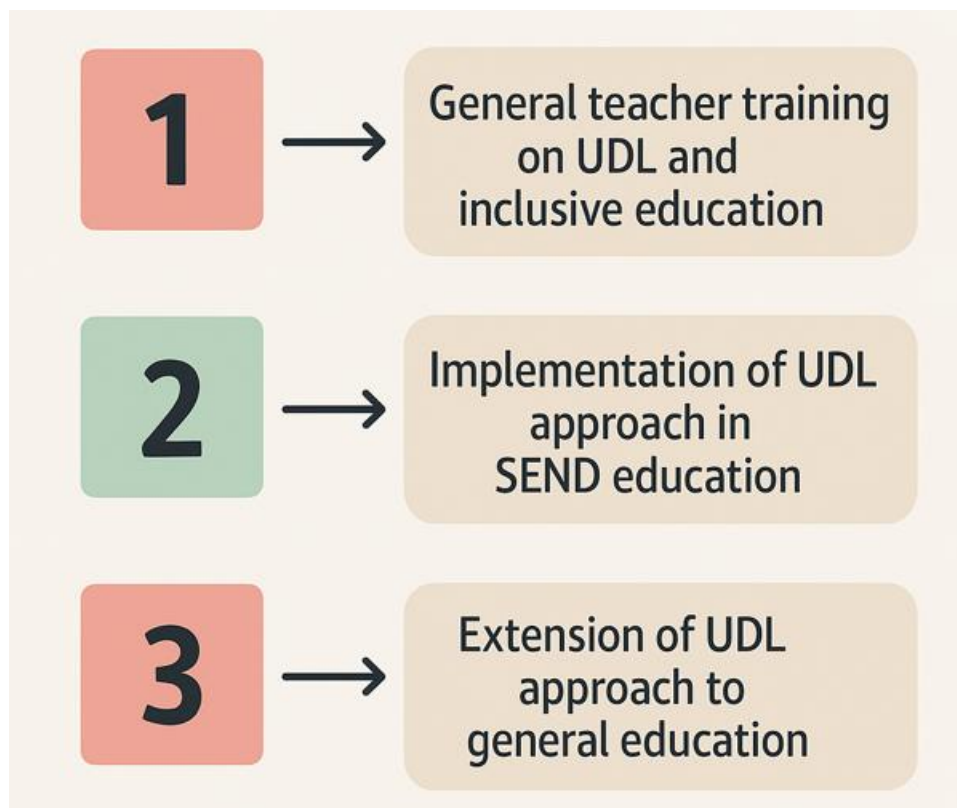 1
General teacher training
on UDL and
inclusive education
2
Implementation of UDL
approach in
SEND education
3
Extension of UDL
approach to
general education